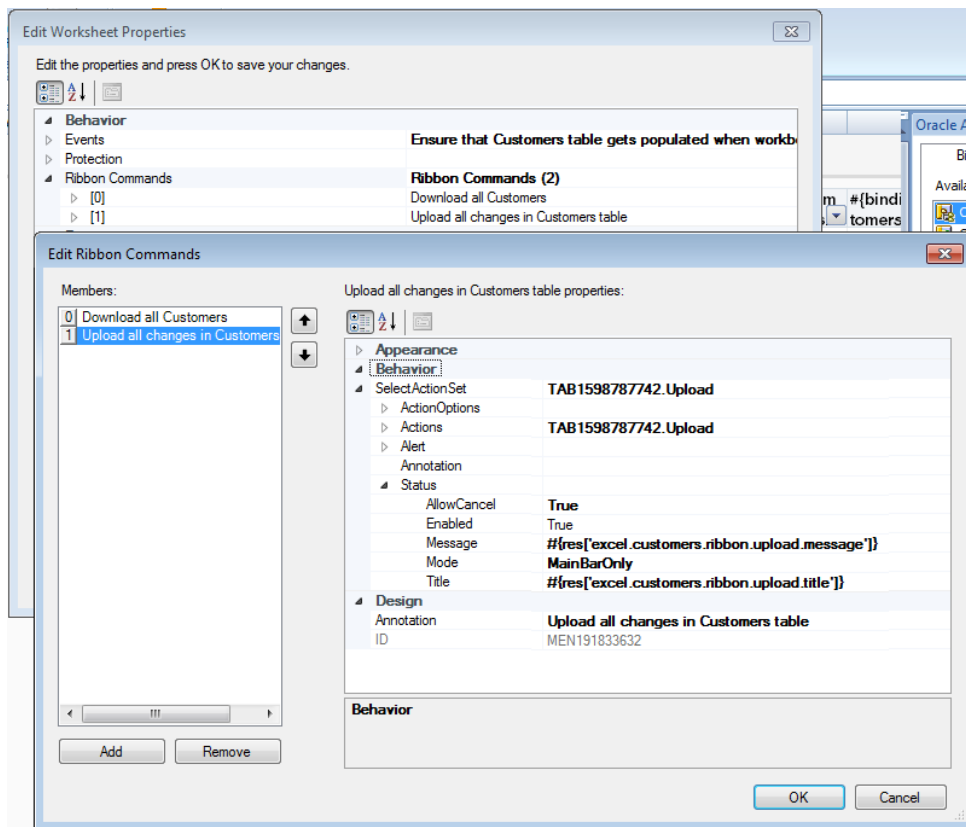 Edit Worksheet Properties
Edit the properties and press OK to save your changes.
Behavior
Events Ensure that Customers table gets populated when workb
Protection
Ribbon Commands Ribbon Commands (2)
[0] Download all Customers
[1] Upload all changes in Customers table
Oracle A
Bi
Availa
m #{bindi
s. tomers
Edit Ribbon Commands
Members:
0 Download all Customers
1 Upload all changes in Customers
Add Remove
Upload all changes in Customers table properties:
Appearance
Behavior
SelectActionSet TAB1598787742.Upload
ActionOptions
Actions TAB1598787742.Upload
Alert
Annotation
Status
AllowCancel True
Enabled True
Message #{res['excel.customers.ribbon.upload.message']}
Mode MainBarOnly
Title #{res['excel.customers.ribbon.upload.title']}
Design
Annotation Upload all changes in Customers table
ID MEN191833632
Behavior
OK Cancel